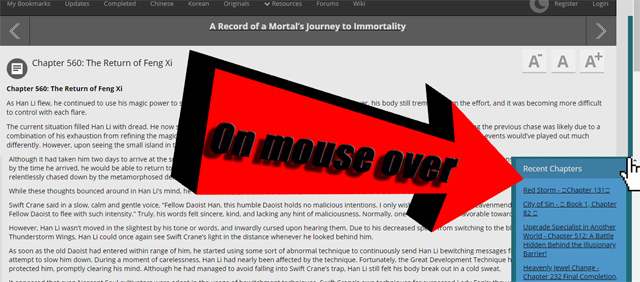 My Bookmarks Updates Completed Chinese Korean Originals Resources Forums Register Login
A Record of a Mortal's Journey to Immortality
Chapter 560: The Return of Feng Xi
A- A A+
Chapter 560: The Return of Feng Xi
As Han Li flew, he continued to use his magic power to s
er, his body still trem
the effort, and it was becoming more difficult
to control with each flare.
The current situation filled Han Li with dread. He now s
ng the previous chase was likely due to a
combination of his exhaustion from refining the magic
events would've played out much
differently. However, upon seeing the small island in t
Although it had taken him two days to arrive at the s
by the time he arrived, he would be able to return to
relentlessly chased down by the metamorphosed de
While these thoughts bounced around in Han Li's mind, he
Swift Crane said in a slow, calm and gentle voice. "Fellow Daoist Han, this humble Daoist holds no malicious intentions. I only wis
eavenmend
Fellow Daoist to flee with such intensity." Truly, his words felt sincere, kind, and lacking any hint of maliciousness. Normally, one
avorable toward
However, Han Li wasn't moved in the slightest by his tone or words, and inwardly cursed upon hearing them. Due to his decreased spe
from switching to the bl
Thunderstorm Wings, Han Li could once again see Swift Crane's light in the distance whenever he looked behind him.
As soon as the old Daoist had entered within range of him, he started using some sort of abnormal technique to continuously send Han Li bewitching messages f
attempt to slow him down. During a moment of carelessness, Han Li had nearly been affected by the technique. Fortunately, the Great Development Technique h
protected him, promptly clearing his mind. Although he had managed to avoid falling into Swift Crane's trap, Han Li still felt his body break out in a cold sweat.
On mouse over
Recent Chapters
Red Storm - :: Chapter 131 ::
City of Sin - :: Book 1, Chapter
82 ::
Upgrade Specialist in Another
World - Chapter 512: A Battle
Hidden Behind the Illusionary
Barrier!
Heavenly Jewel Change -
Chapter 232 Final Completion,